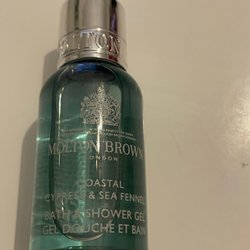 MOLTON BROWN
LONDON
COASTAL
CYPRESS & SEA FENNEL
BATH & SHOWER GEL
GEL DOUCHE ET BAIN